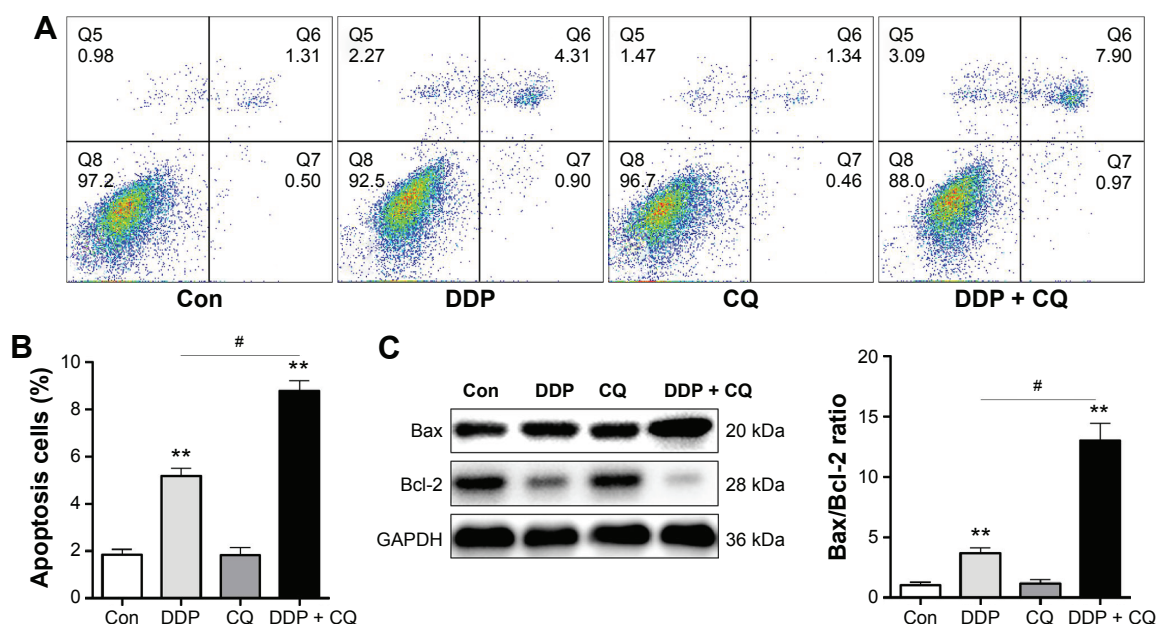 A
Q5 Q6 Q5 Q6 Q5 Q6 Q5 Q6
0.98 1.31 2.27 4.31 1.47 1.34 3.09 7.90
Q8 Q7 Q8 Q7 Q8 Q7 Q8 Q7
97.2 0.50 92.5 0.90 96.7 0.46 88.0 0.97
Con DDP CQ DDP + CQ
B
Apoptosis cells (%)
10
8
6
4
2
0
#
**
**
Con DDP CQ DDP + CQ
C
Con DDP CQ DDP + CQ
Bax 20 kDa
Bcl-2 28 kDa
GAPDH 36 kDa
Bax/Bcl-2 ratio
20
15
10
5
0
#
**
**
Con DDP CQ DDP + CQ